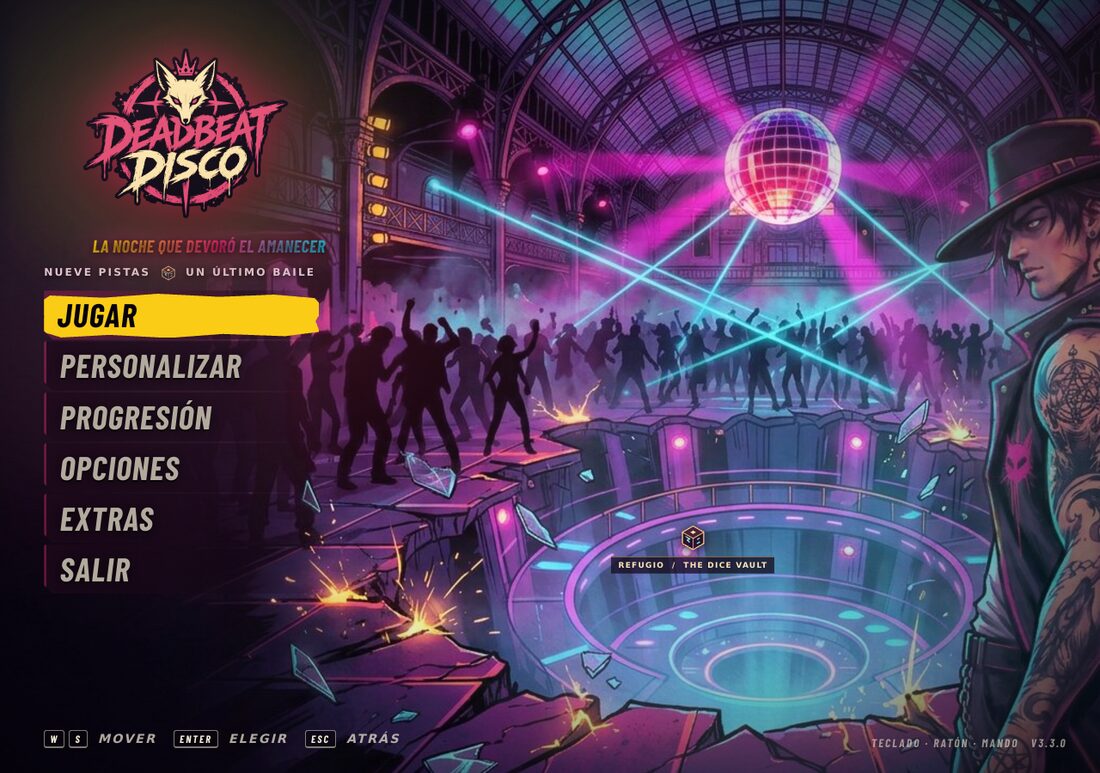 DEADBEAT
DISCO
LA NOCHE QUE DEVORÓ EL AMANECER
NUEVE PISTAS UN ÚLTIMO BAILE
JUGAR
PERSONALIZAR
PROGRESIÓN
OPCIONES
EXTRAS
SALIR
REFUGIO / THE DICE VAULT
W S MOVER ENTER ELEGIR ESC ATRÁS
TECLADO · RATÓN · MANDO V3.3.0